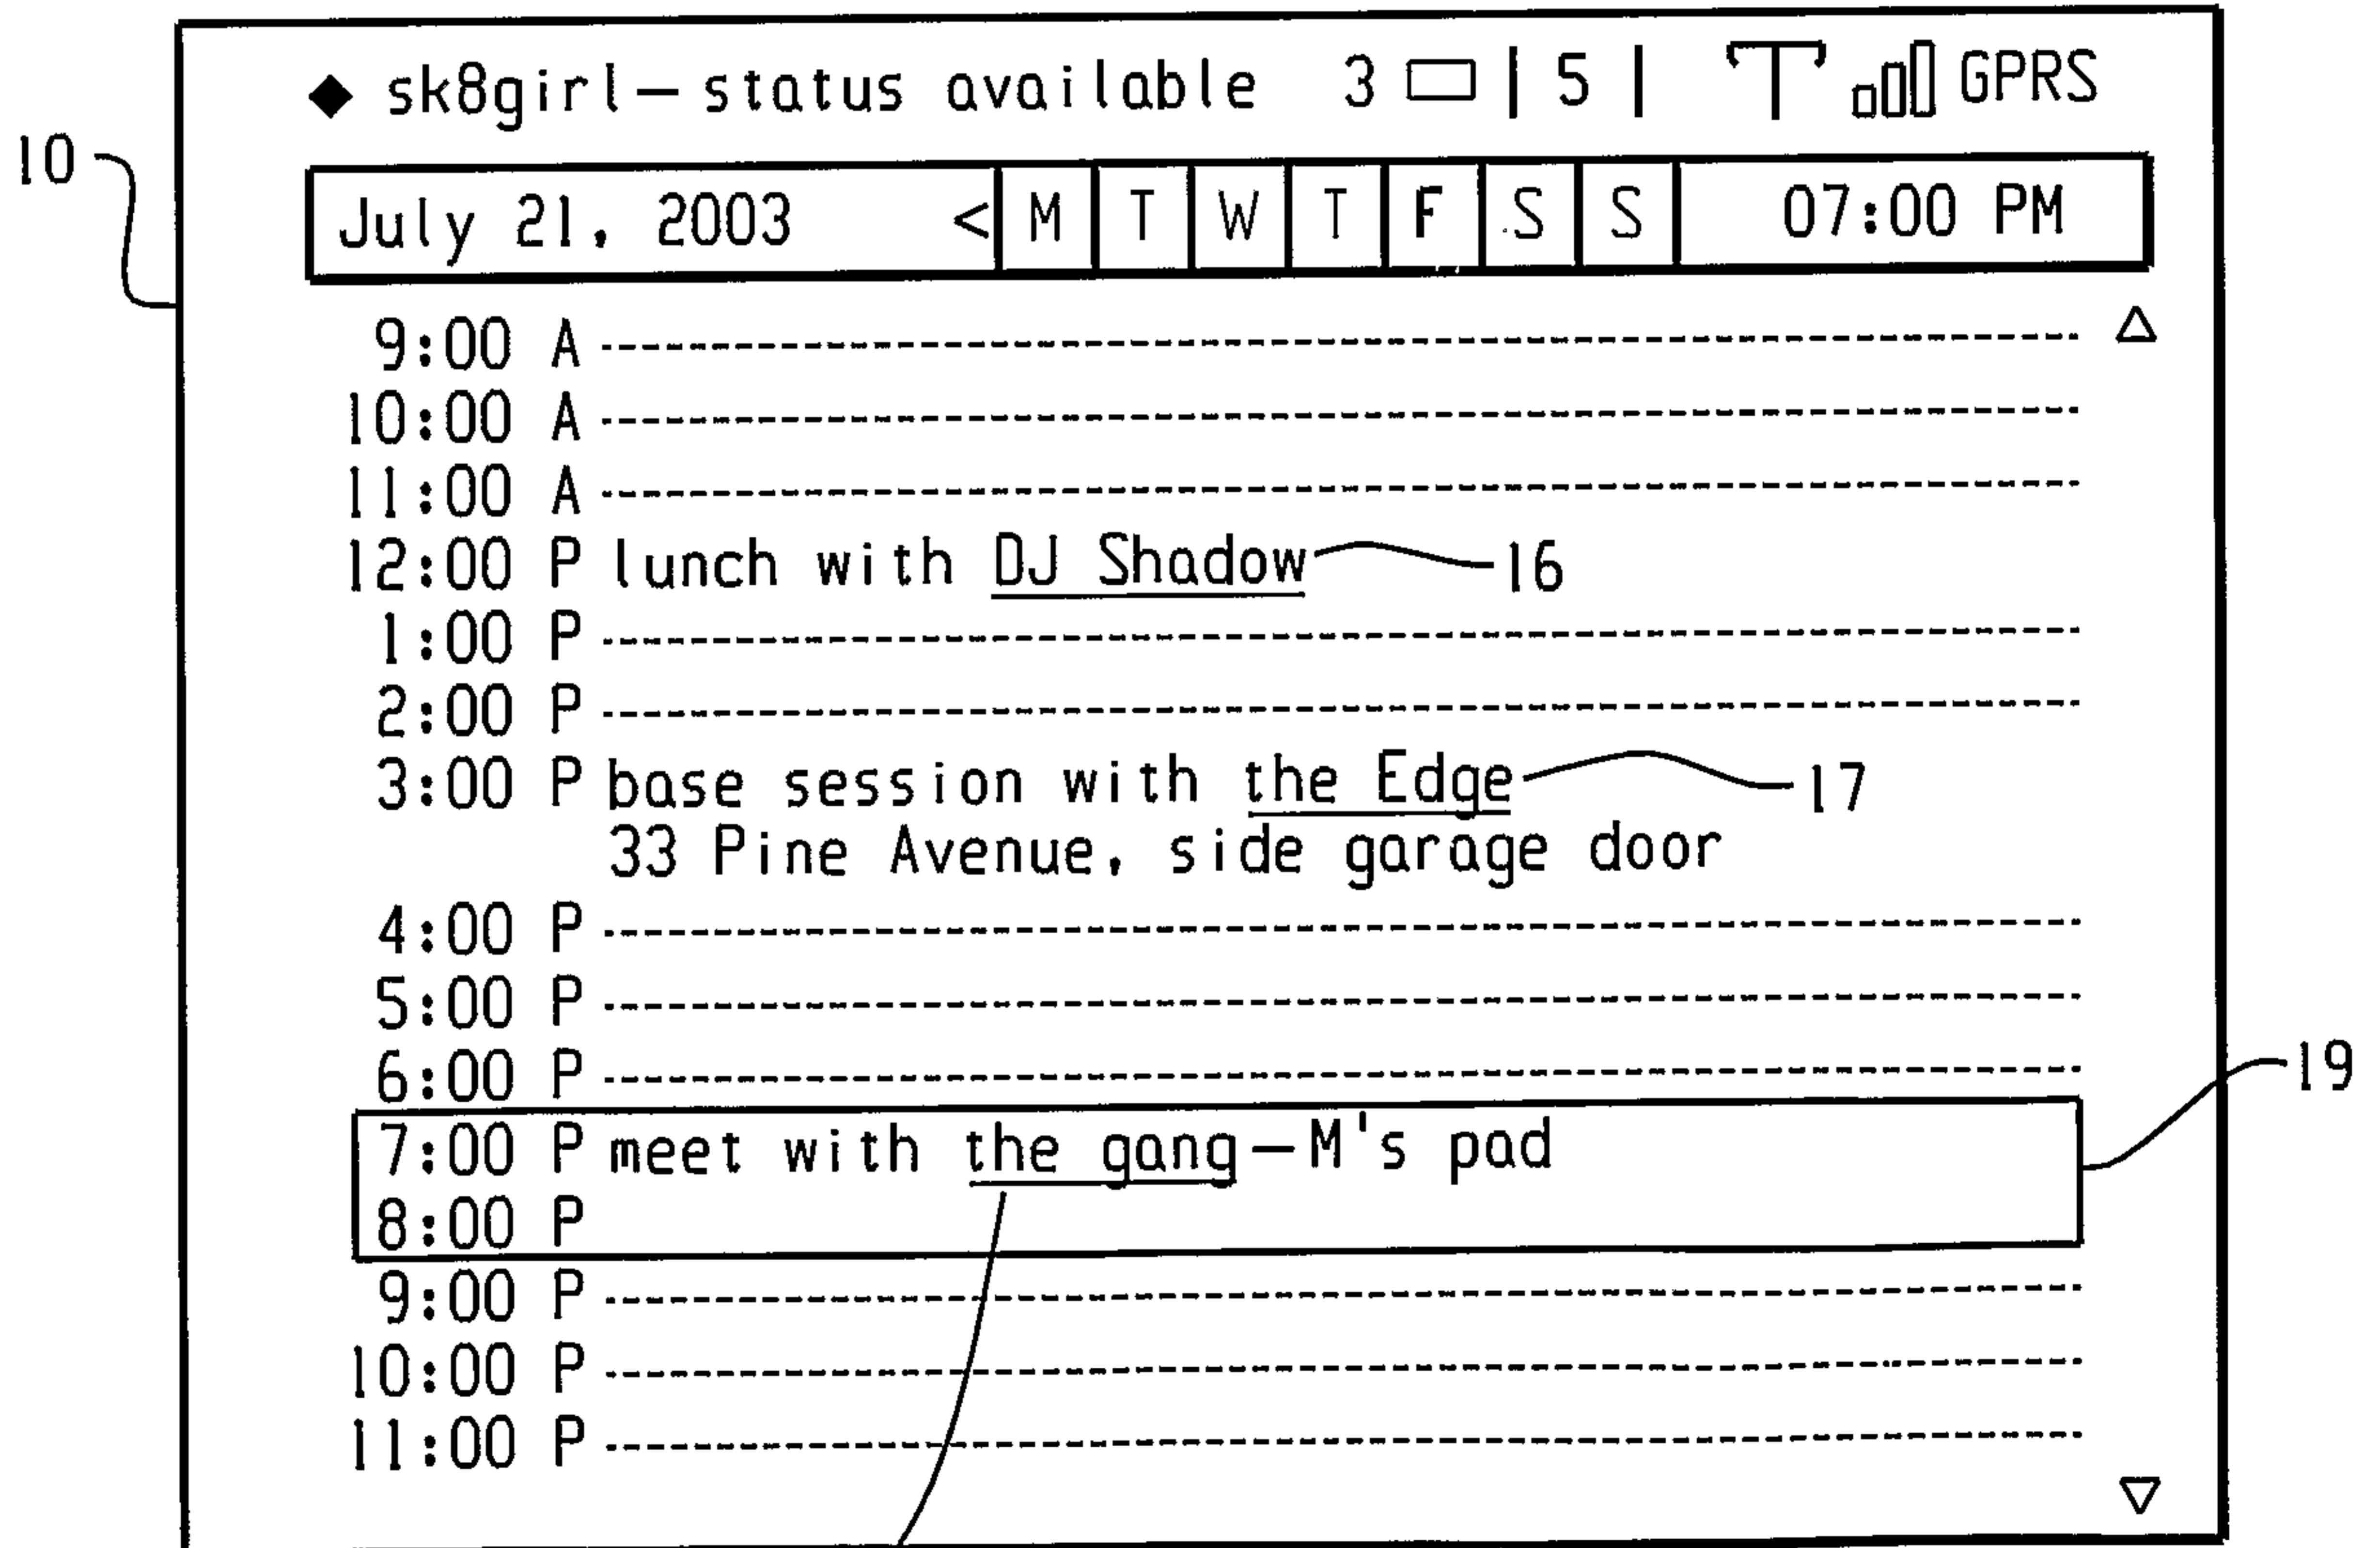 ◆ sk8girl—status available 3 | 5 | GPRS
10
July 21, 2003 < M T W T F S S 07:00 PM
9:00 A
10:00 A
11:00 A
12:00 P lunch with DJ Shadow 16
1:00 P
2:00 P
3:00 P base session with the Edge 17
33 Pine Avenue, side garage door
4:00 P
5:00 P
6:00 P
19
7:00 P meet with the gang—M's pad
8:00 P
9:00 P
10:00 P
11:00 P